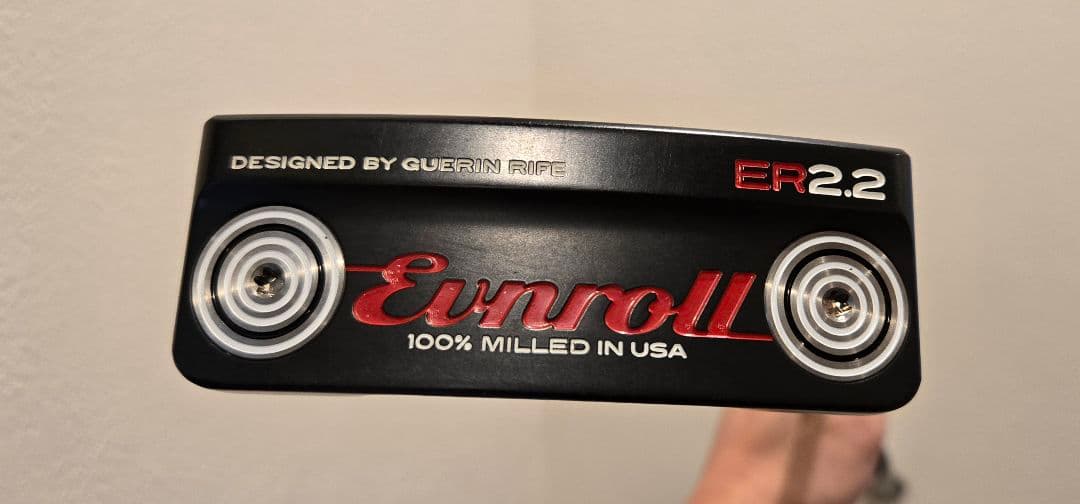 DESIGNED BY GUERIN RIFE
ER2.2
Evnroll
100% MILLED IN USA